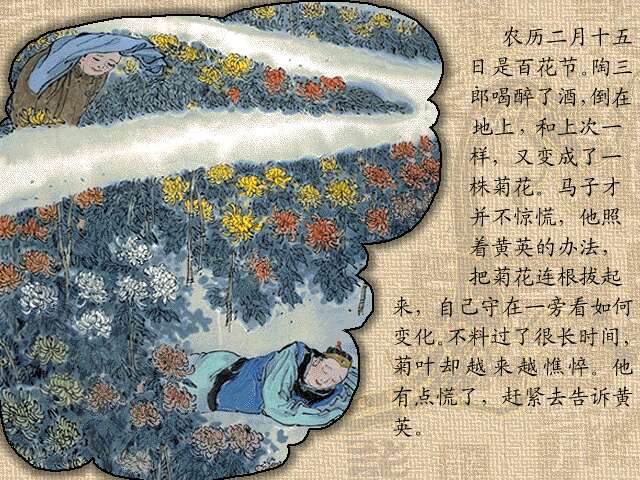 农历二月十五
日是百花节。陶三
郎喝醉了酒,倒在
地上，和上次一
样，又变成了一
株菊花。马子才
并不惊慌，他照
着黄英的办法，
把菊花连根拔起
来，自己守在一旁看如何
变化。不料过了很长时间，
菊叶却越来越憔悴。他
有点慌了，赶紧去告诉黄
英。